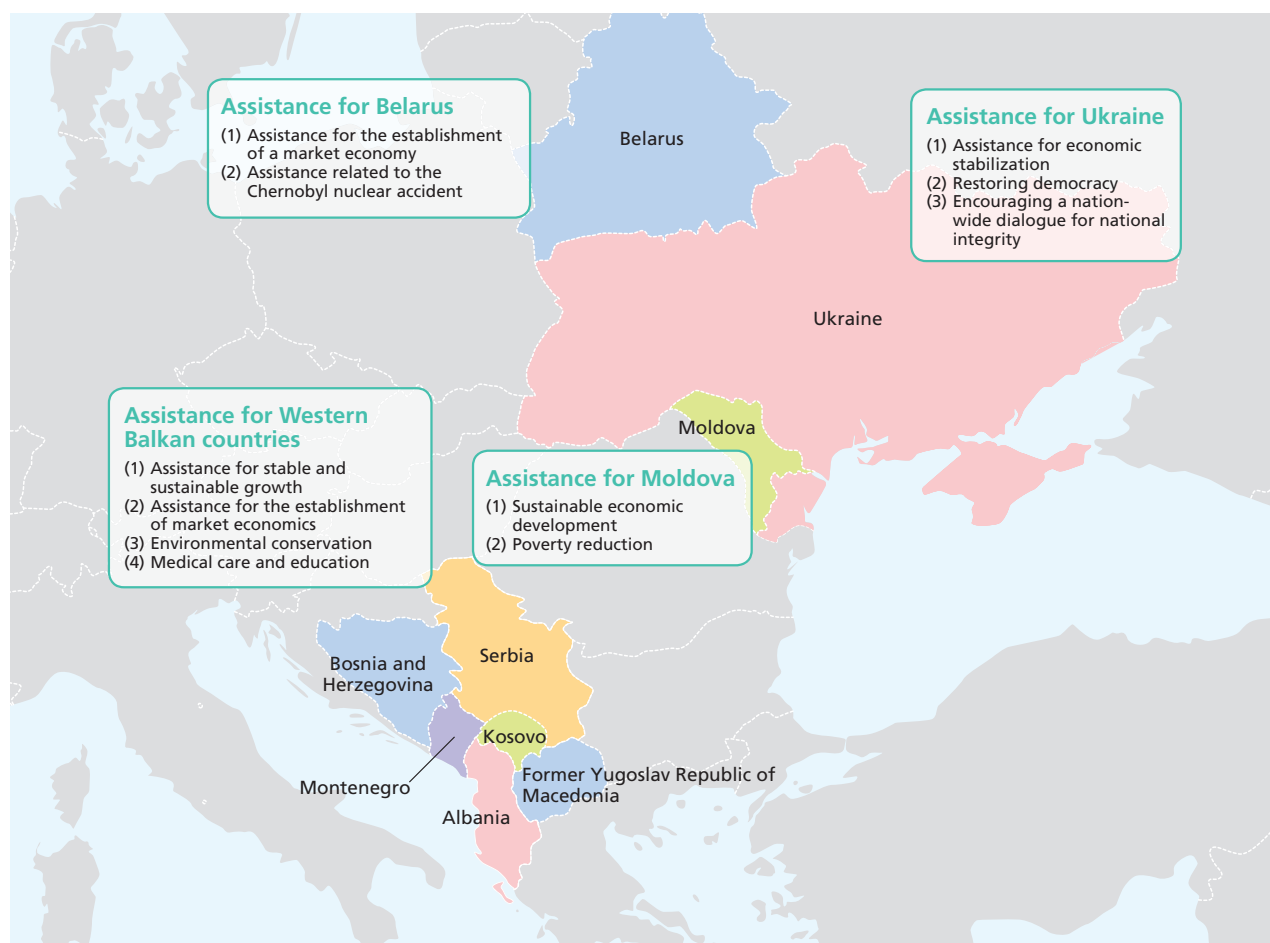 Assistance for Belarus
(1) Assistance for the establishment
of a market economy
(2) Assistance related to the
Chernobyl nuclear accident
Belarus
Assistance for Ukraine
(1) Assistance for economic
stabilization
(2) Restoring democracy
(3) Encouraging a nation-
wide dialogue for national
integrity
Ukraine
Assistance for Western
Balkan countries
(1) Assistance for stable and
sustainable growth
(2) Assistance for the establishment
of market economics
(3) Environmental conservation
(4) Medical care and education
Moldova
Assistance for Moldova
(1) Sustainable economic
development
(2) Poverty reduction
Serbia
Bosnia and
Herzegovina
Kosovo
Montenegro
Former Yugoslav Republic of
Macedonia
Albania